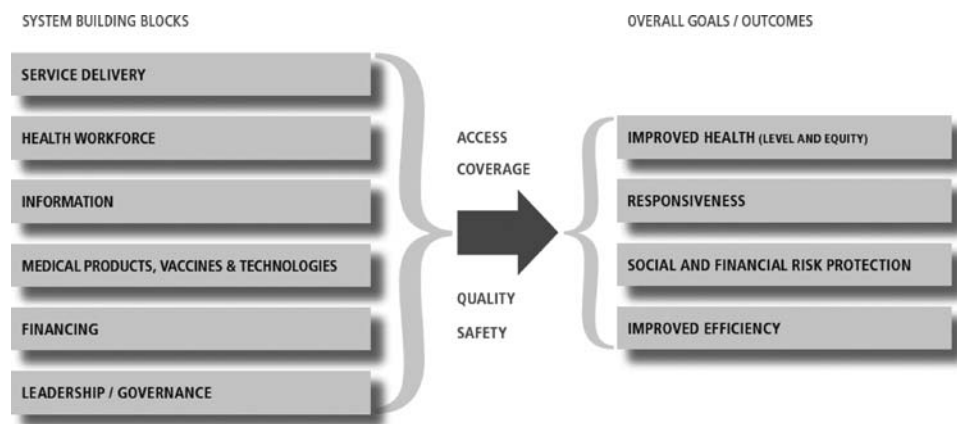 SYSTEM BUILDING BLOCKS
SERVICE DELIVERY
HEALTH WORKFORCE
INFORMATION
MEDICAL PRODUCTS, VACCINES & TECHNOLOGIES
FINANCING
LEADERSHIP / GOVERNANCE
ACCESS
COVERAGE
QUALITY
SAFETY
OVERALL GOALS / OUTCOMES
IMPROVED HEALTH (LEVEL AND EQUITY)
RESPONSIVENESS
SOCIAL AND FINANCIAL RISK PROTECTION
IMPROVED EFFICIENCY